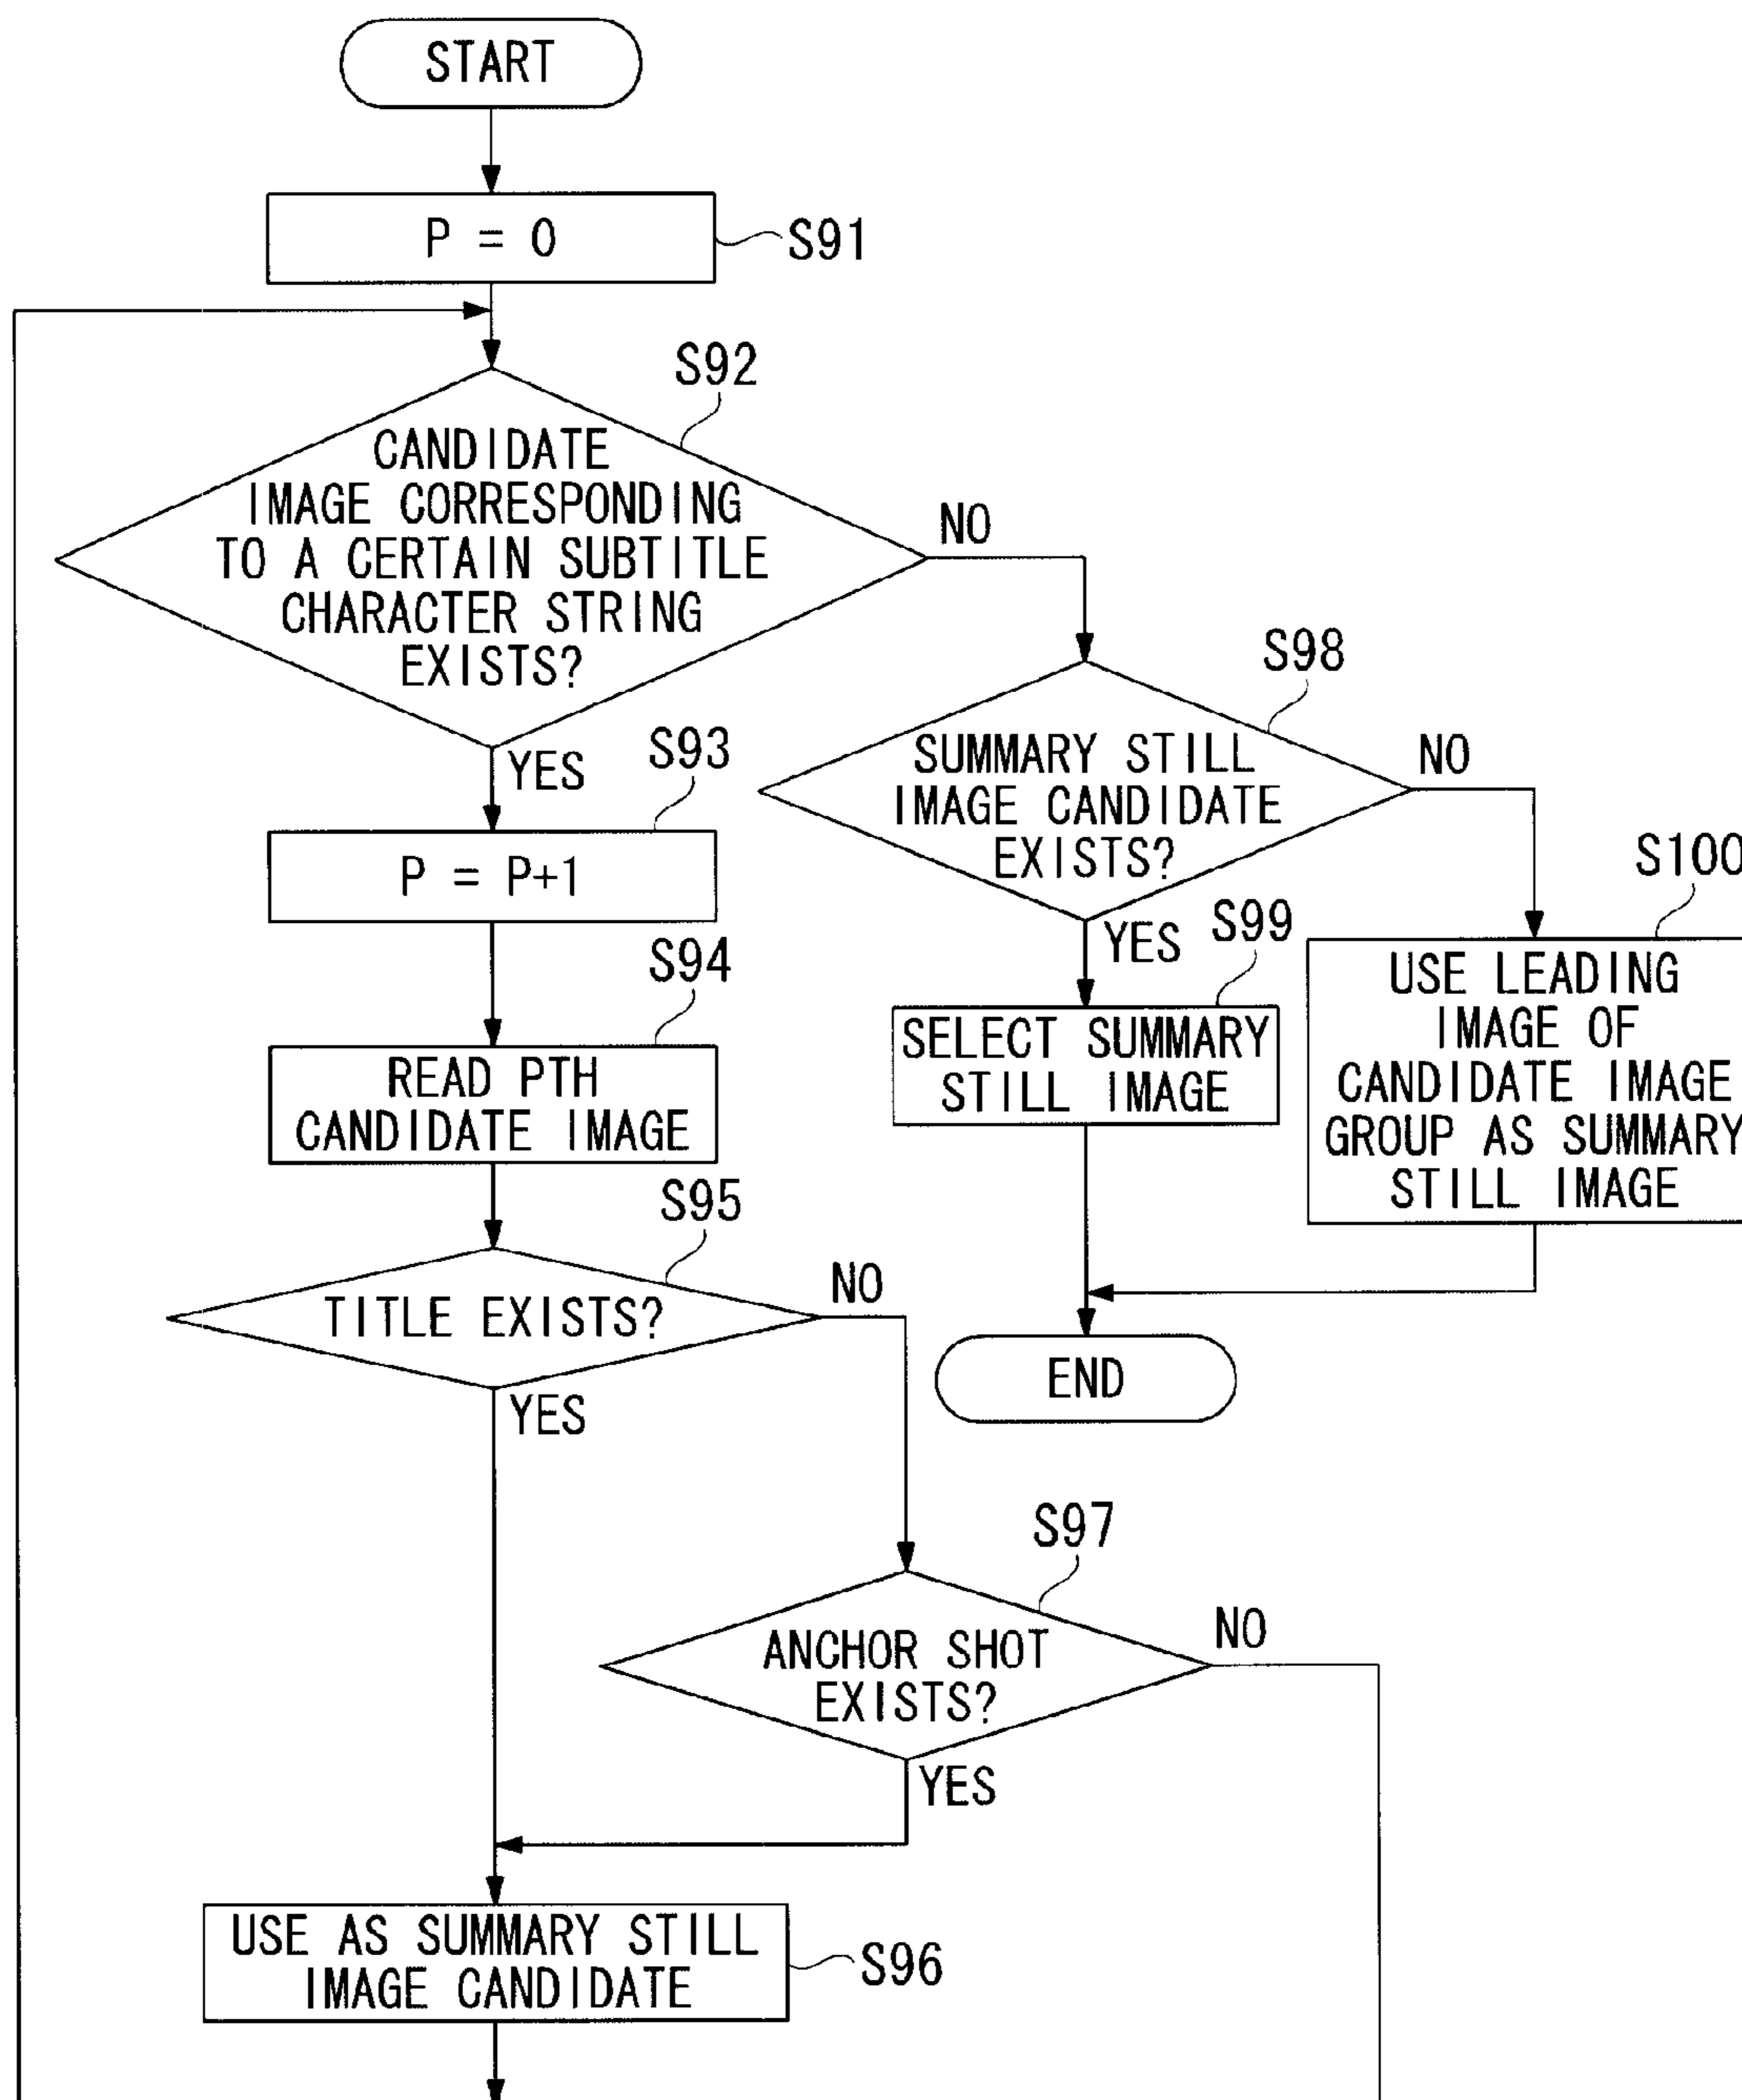 START
P = 0
S91
S92
CANDIDATE
IMAGE CORRESPONDING
TO A CERTAIN SUBTITLE
CHARACTER STRING
EXISTS?
NO
YES
S93
P = P+1
S94
READ PTH
CANDIDATE IMAGE
S95
TITLE EXISTS?
NO
YES
S98
SUMMARY STILL
IMAGE CANDIDATE
EXISTS?
NO
YES
S99
SELECT SUMMARY
STILL IMAGE
S100
USE LEADING
IMAGE OF
CANDIDATE IMAGE
GROUP AS SUMMARY
STILL IMAGE
END
S97
ANCHOR SHOT
EXISTS?
NO
YES
USE AS SUMMARY STILL
IMAGE CANDIDATE
S96